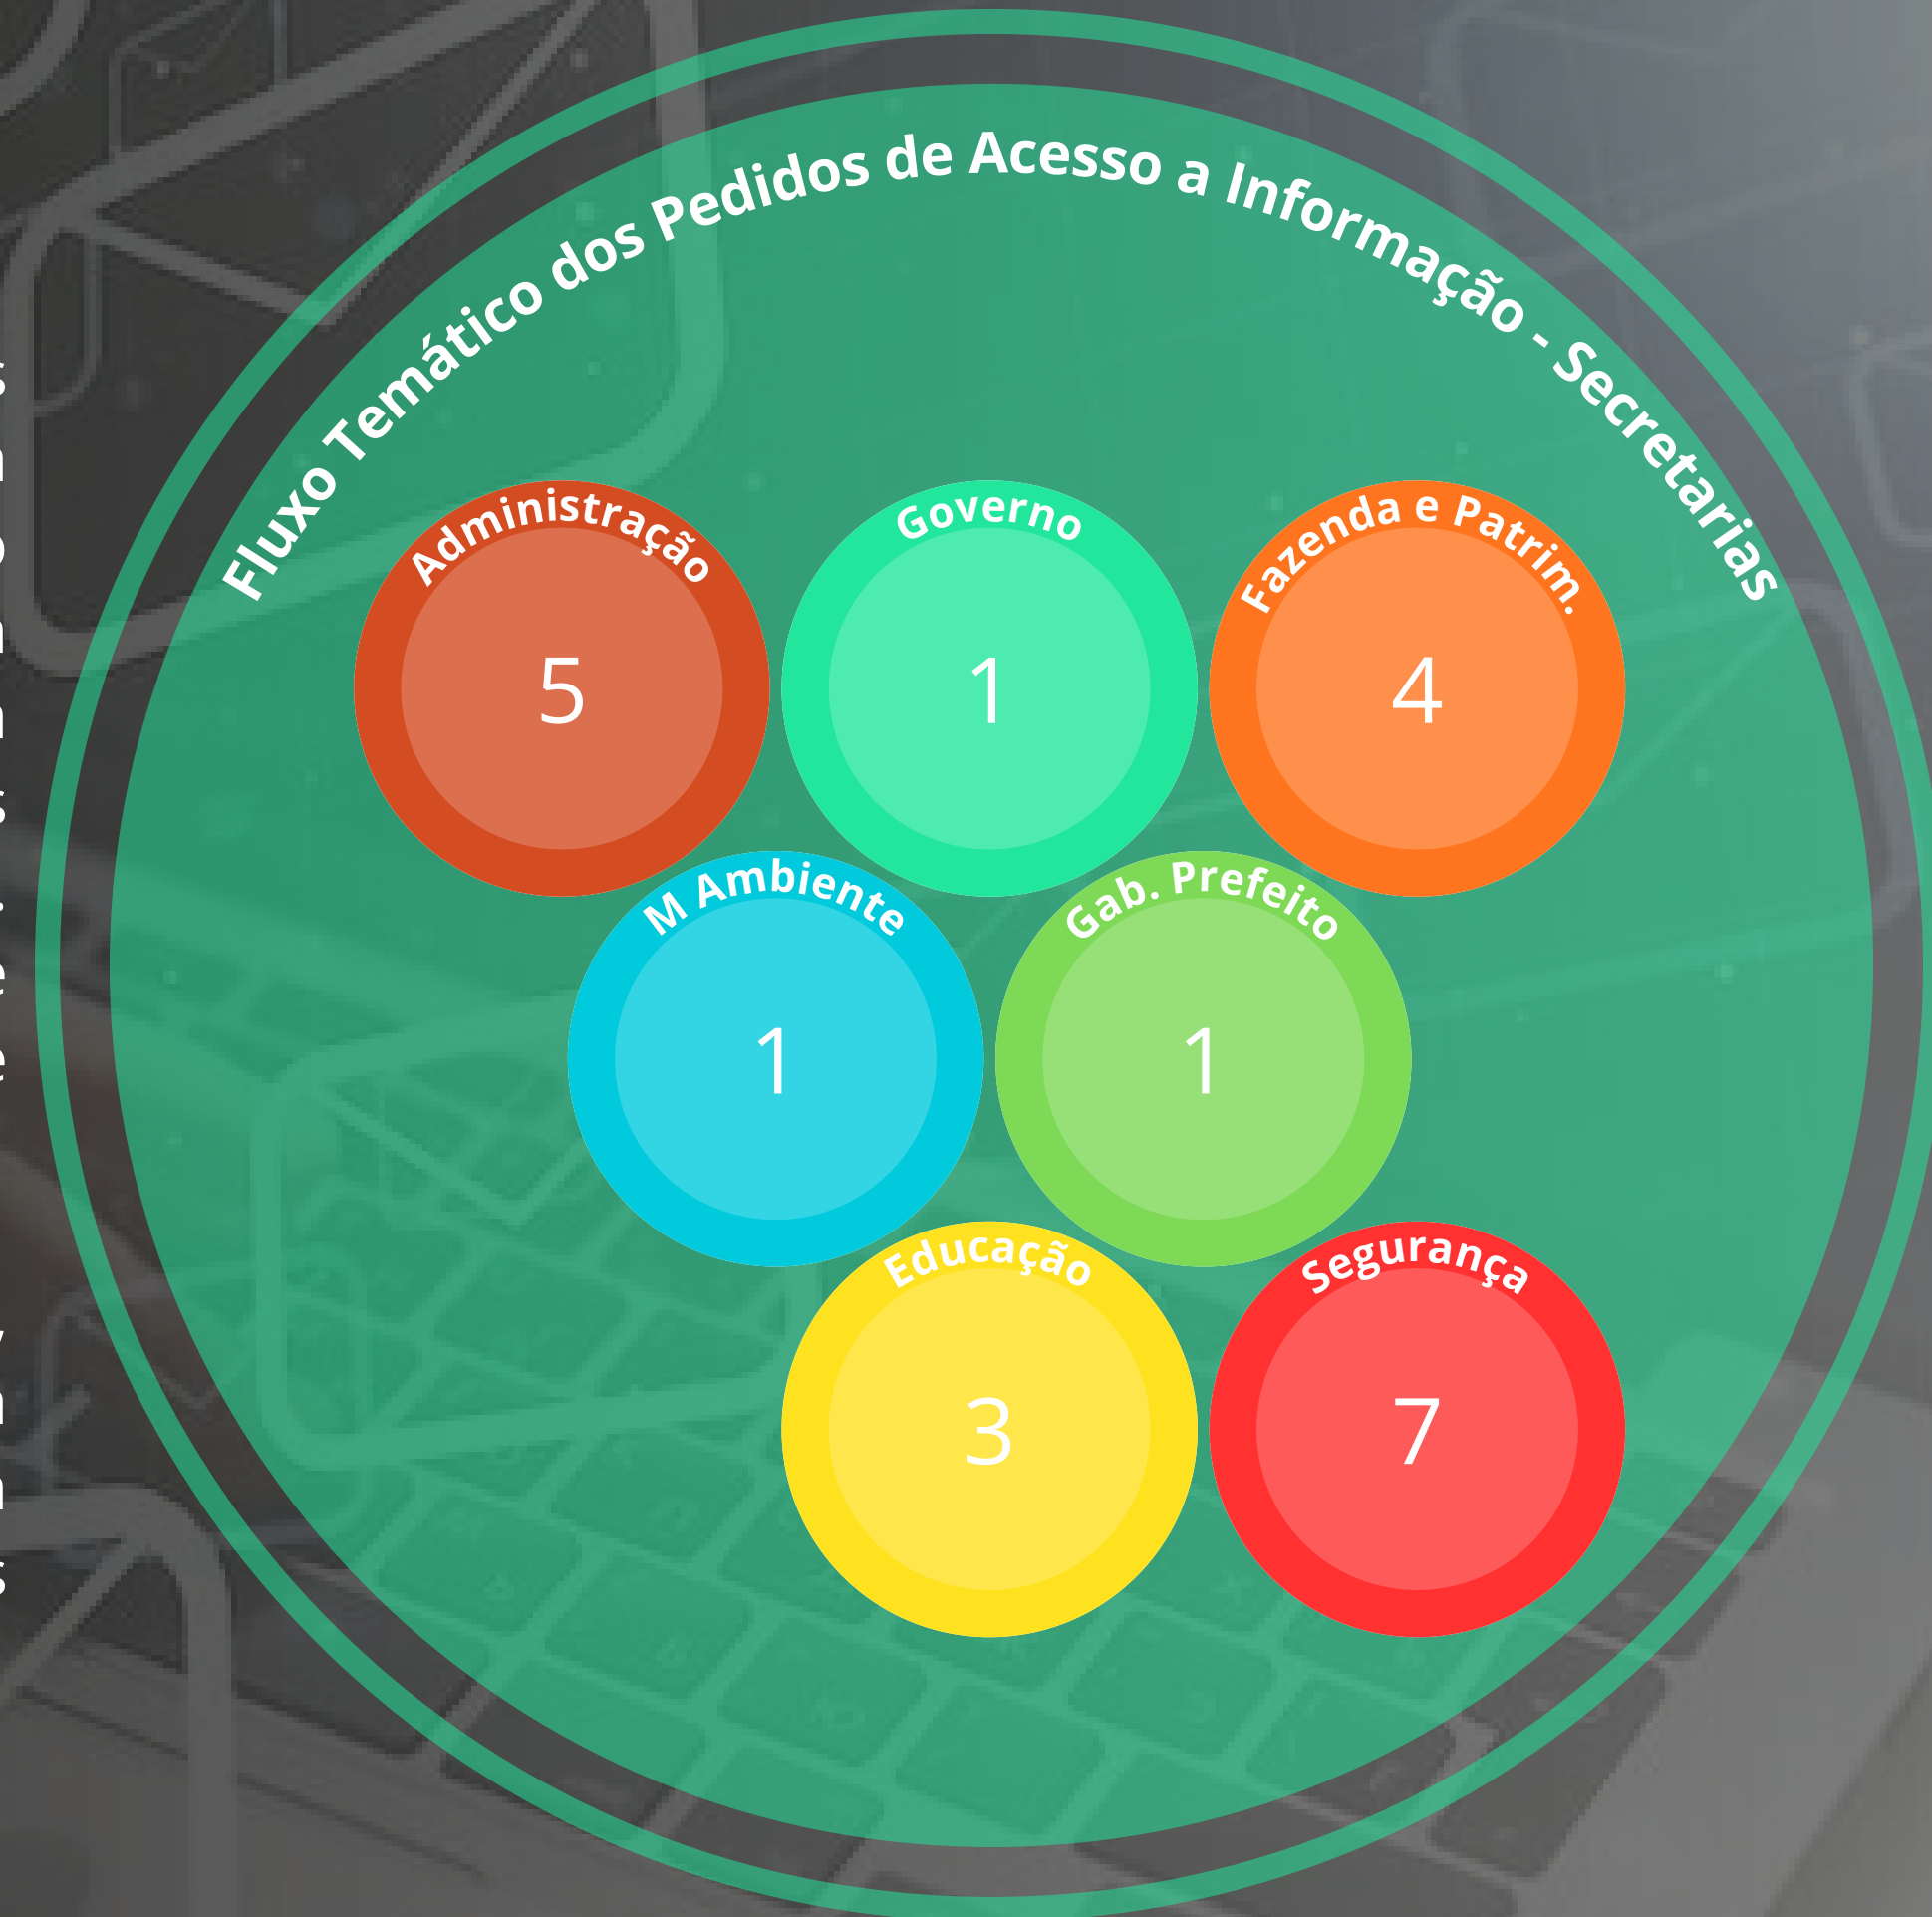 Fluxo Temático dos Pedidos de Acesso a Informação - Secretarias
Administração
5
Governo
1
Fazenda e Patrim.
4
M Ambiente
1
Gab. Prefeito
1
Educação
3
Segurança
7